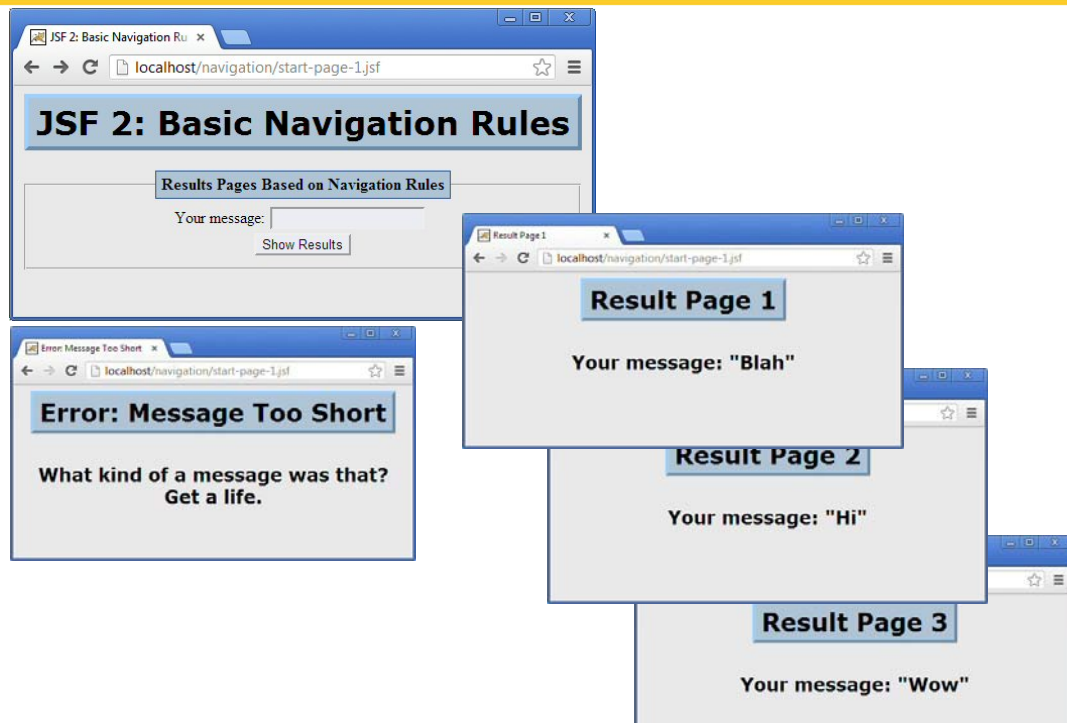 JSF 2: Basic Navigation Ru
localhost/navigation/start-page-1.jsf
JSF 2: Basic Navigation Rules
Results Pages Based on Navigation Rules
Your message:
Show Results
Result Page 1
localhost/navigation/start-page-1.jsf
Result Page 1
Your message: "Blah"
Error: Message Too Short
localhost/navigation/start-page-1.jsf
Error: Message Too Short
What kind of a message was that?
Get a life.
Result Page 2
Your message: "Hi"
Result Page 3
Your message: "Wow"